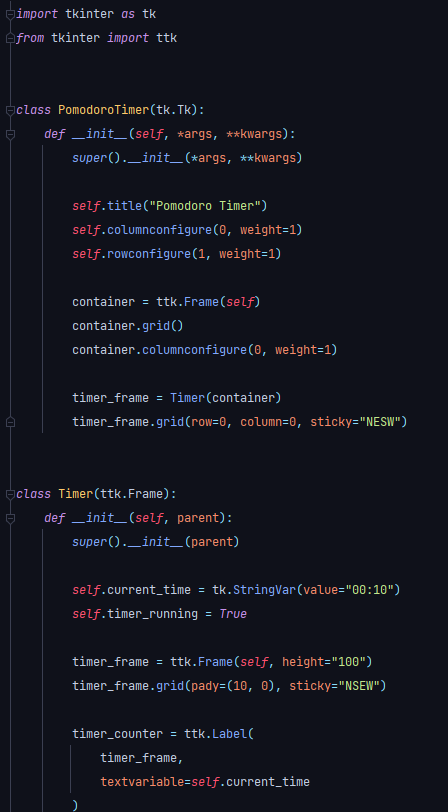 import tkinter as tk
from tkinter import ttk
class PomodoroTimer(tk.Tk):
def __init__(self, *args, **kwargs):
super().__init__(*args, **kwargs)
self.title("Pomodoro Timer")
self.columnconfigure(0, weight=1)
self.rowconfigure(1, weight=1)
container = ttk.Frame(self)
container.grid()
container.columnconfigure(0, weight=1)
timer_frame = Timer(container)
timer_frame.grid(row=0, column=0, sticky="NESW")
class Timer(ttk.Frame):
def __init__(self, parent):
super().__init__(parent)
self.current_time = tk.StringVar(value="00:10")
self.timer_running = True
timer_frame = ttk.Frame(self, height="100")
timer_frame.grid(pady=(10, 0), sticky="NSEW")
timer_counter = ttk.Label(
timer_frame,
textvariable=self.current_time
)